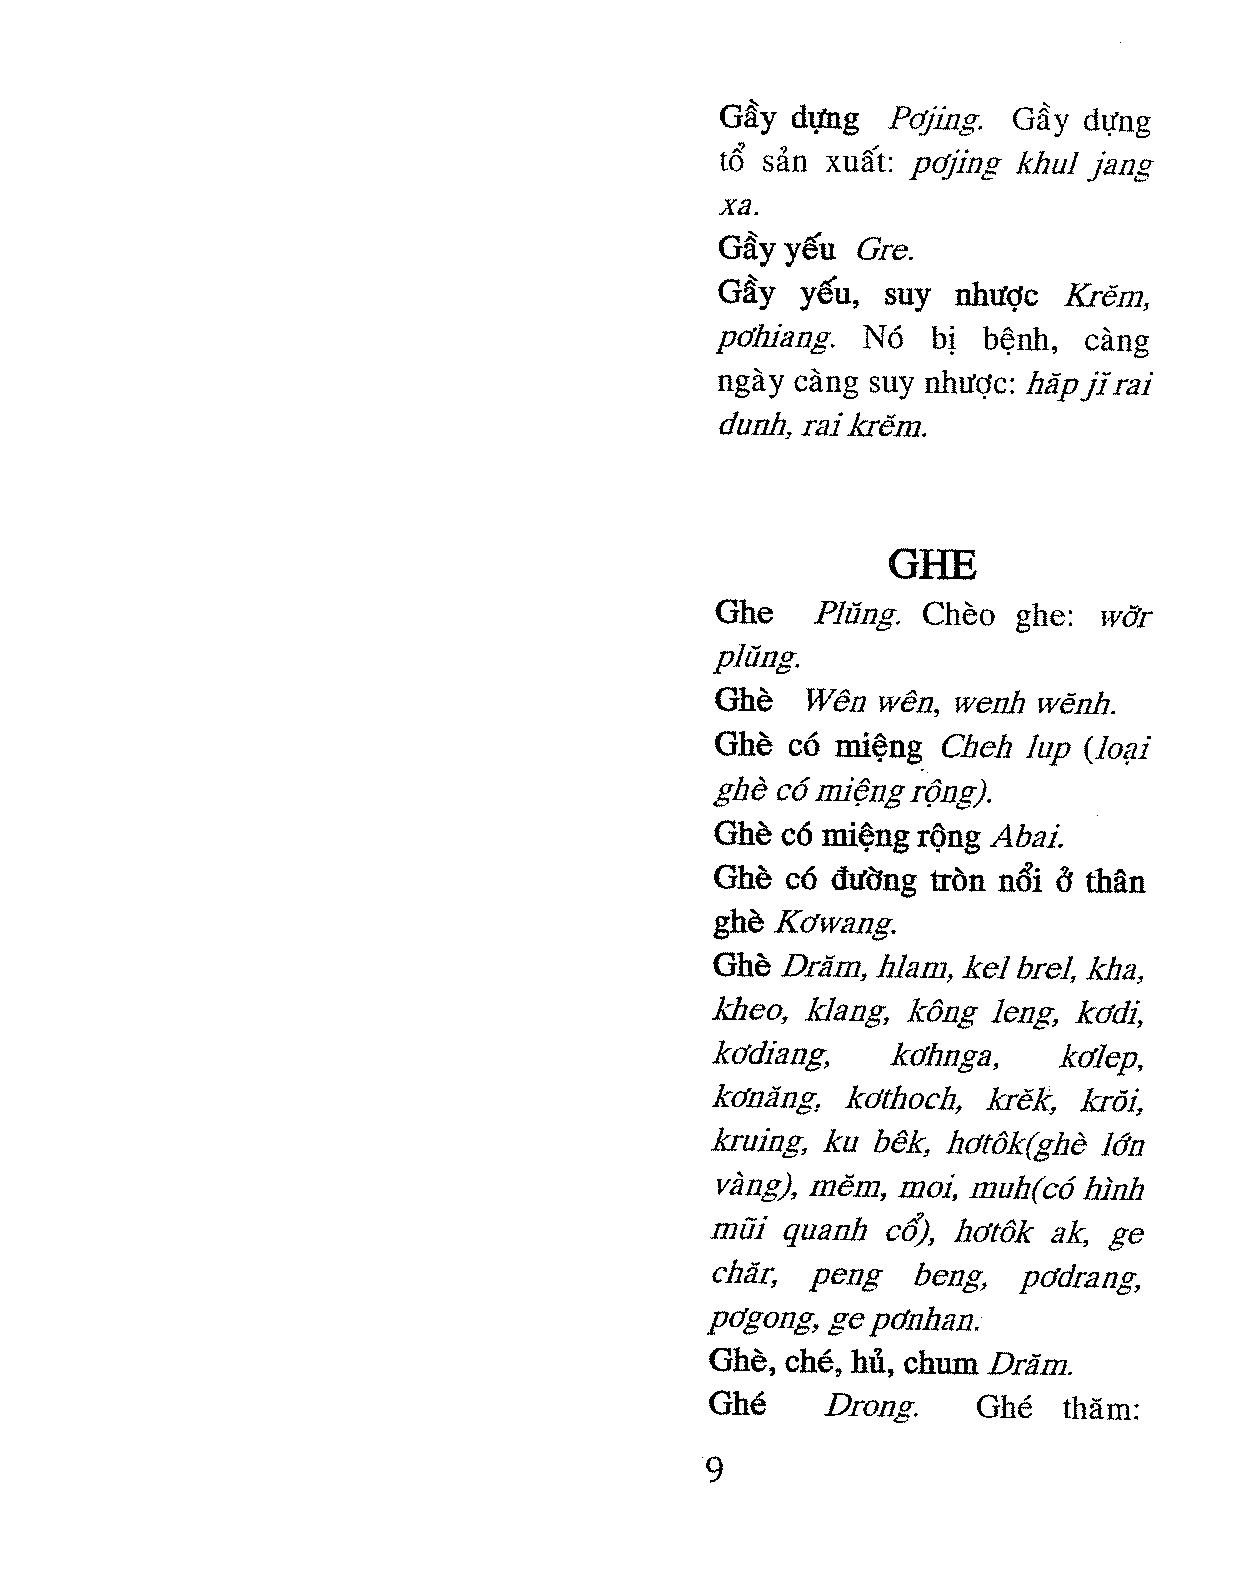 Gầy dựng Pơjing. Gầy dựng
tổ sản xuất: pơjing khul jang
xa.
Gầy yếu Gre.
Gầy yếu, suy nhược Krĕm,
pơhiang. Nó bị bệnh, càng
ngày càng suy nhược: hăp jĭ rai
dunh, rai krĕm.
GHE
Ghe Plŭng. Chèo ghe: wơ̆r
plŭng.
Ghè Wên wên, wenh wĕnh.
Ghè có miệng Cheh lup (loại
ghè có miệng rộng).
Ghè có miệng rộng Abai.
Ghè có đường tròn nổi ở thân
ghè Kơwang.
Ghè Drăm, hlam, kel brel, kha,
kheo, klang, kông leng, kơdi,
kơdiang, kơhnga, kơlep,
kơnăng, kơthoch, krĕk, krŏi,
kruing, ku bêk, hơtôk(ghè lớn
vàng), mĕm, moi, muh(có hình
mũi quanh cổ), hơtôk ak, ge
chăr, peng beng, pơdrang,
pơgong, ge pơnhan.
Ghè, ché, hủ, chum Drăm.
Ghé Drong. Ghé thăm:
9